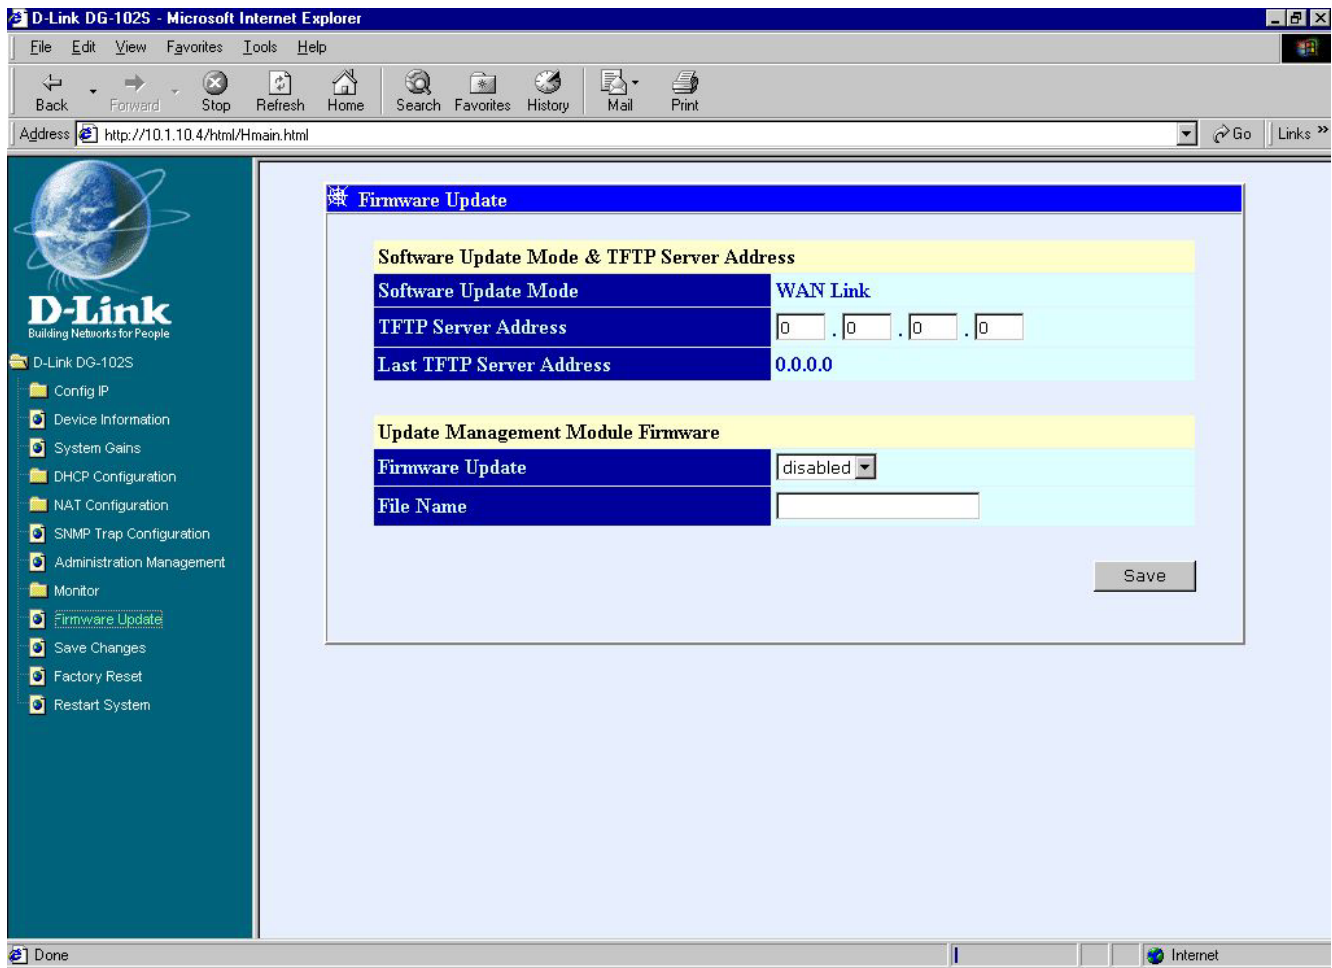 D-Link DG-102S - Microsoft Internet Explorer
File Edit View Favorites Tools Help
Back Forward Stop Refresh Home Search Favorites History Mail Print
Address http://10.1.10.4/html/Hmain.html Go Links »
D-Link
Building Networks for People
D-Link DG-102S
Config IP
Device Information
System Gains
DHCP Configuration
NAT Configuration
SNMP Trap Configuration
Administration Management
Monitor
Firmware Update
Save Changes
Factory Reset
Restart System
Firmware Update
Software Update Mode & TFTP Server Address
Software Update Mode WAN Link
TFTP Server Address 0 . 0 . 0 . 0
Last TFTP Server Address 0.0.0.0
Update Management Module Firmware
Firmware Update disabled
File Name
Save
Done Internet